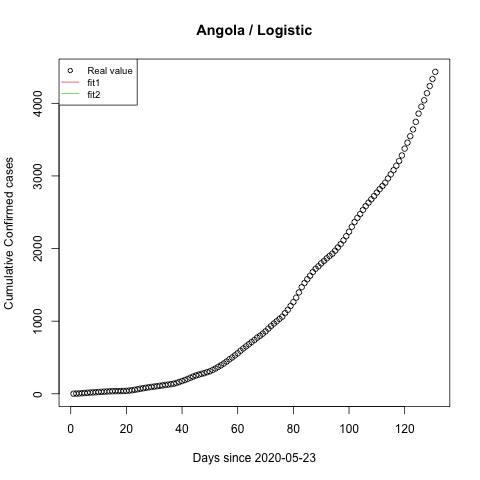 Angola / Logistic
Real value
fit1
fit2
Cumulative Confirmed cases
4000
3000
2000
1000
0
0 20 40 60 80 100 120
Days since 2020-05-23